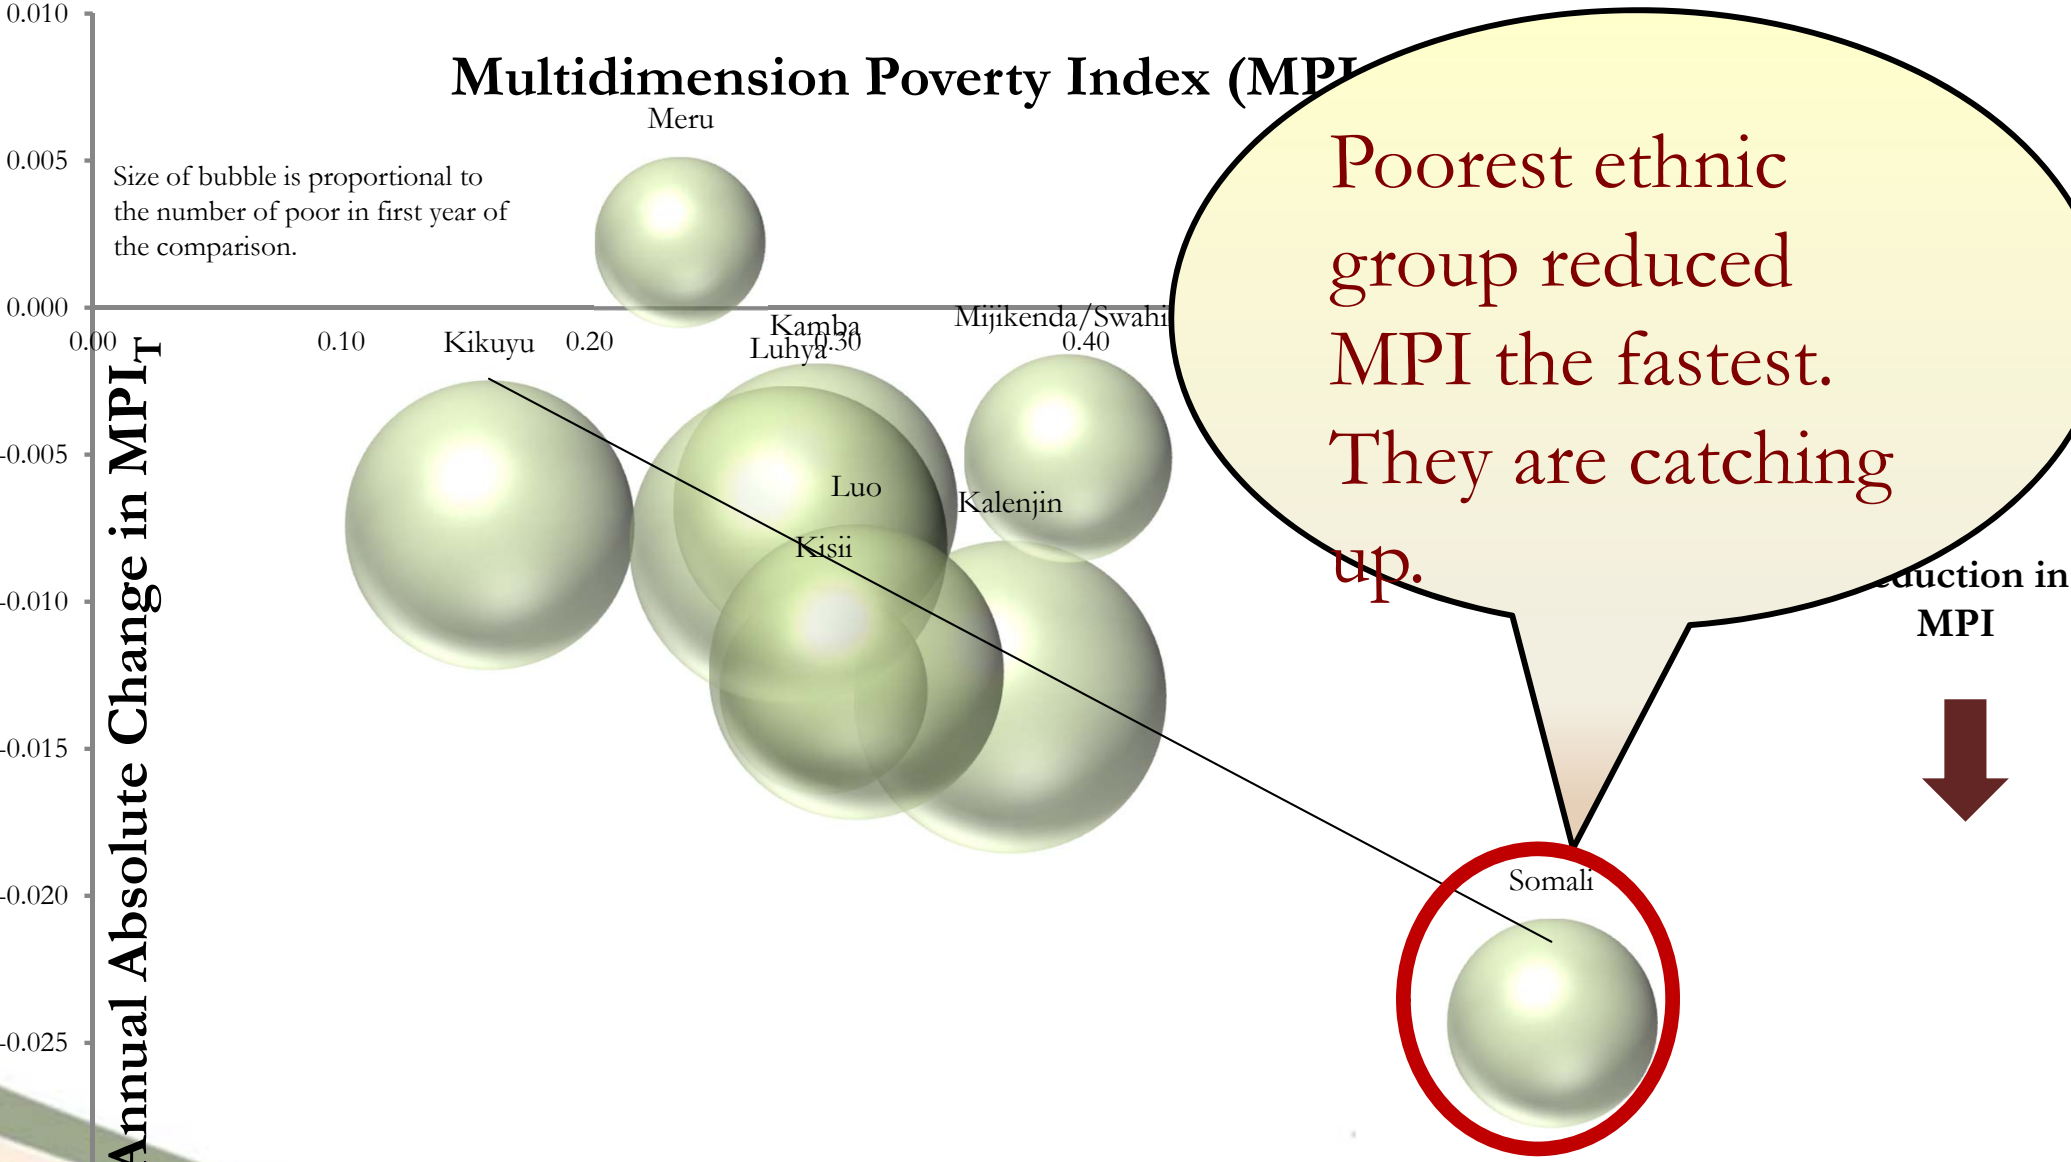 0.010
Multidimension Poverty Index (MPI
Meru
0.005
Size of bubble is proportional to
the number of poor in first year of
the comparison.
Poorest ethnic
group reduced
MPI the fastest.
They are catching
up.
0.000
Kamba
Mijikenda/Swahi
0.00
0.10
Kikuyu
0.20
Luhya
0.30
0.40
-0.005
Luo
Kalenjin
Kisii
eduction in
MPI
-0.010
-0.015
Somali
-0.020
-0.025
Annual Absolute Change in MPI_T